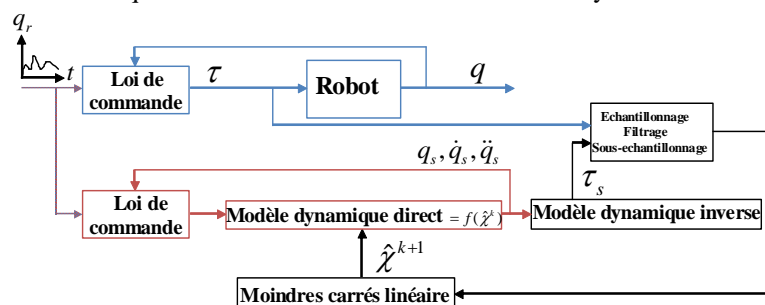 q_r
t
Loi de
commande
τ
Robot
q
Echantillonnage
Filtrage
Sous-echantillonnage
q_s, q̇_s, q̈_s
τ_s
Loi de
commande
Modèle dynamique direct = f(χ̂^k)
Modèle dynamique inverse
χ̂^{k+1}
Moindres carrés linéaire